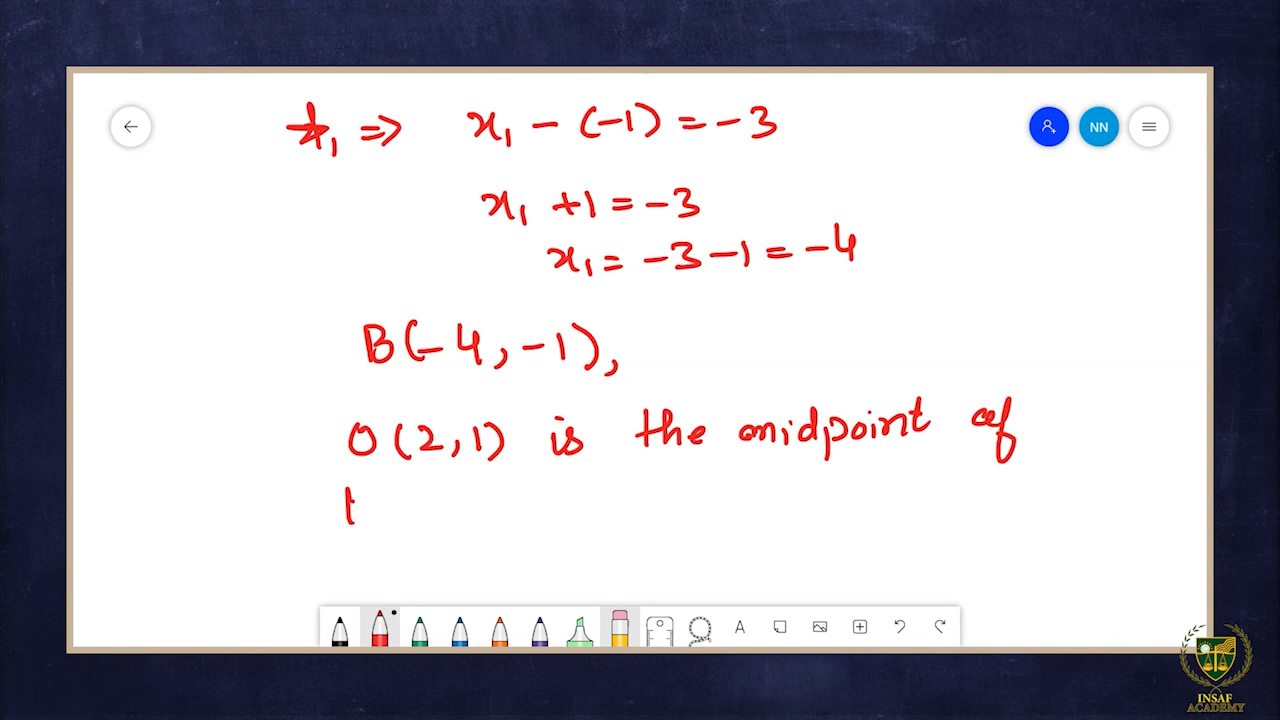 x₁ => x₁ - (-1) = -3
NN
x₁ + 1 = -3
x₁ = -3 - 1 = -4
B(-4, -1),
O(2,1) is the midpoint of
A
INSAF
ACADEMY